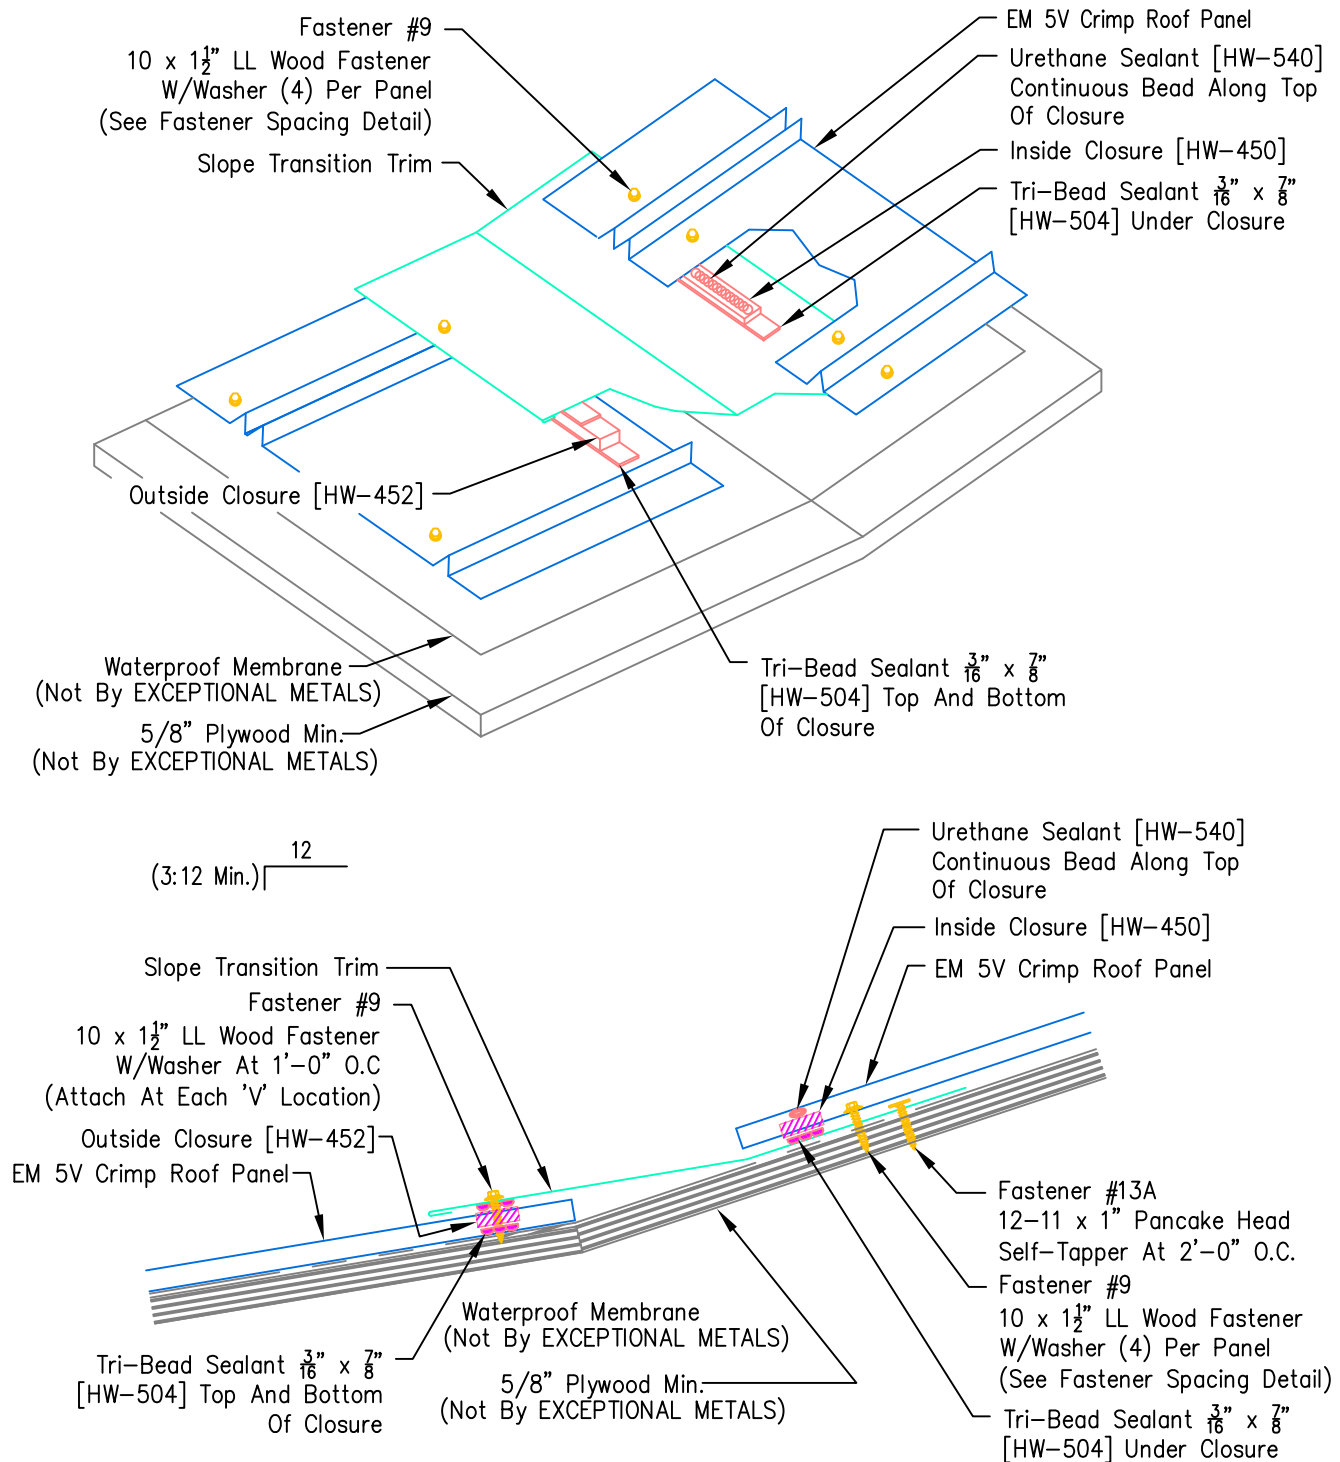 Fastener #9
10 x 1½" LL Wood Fastener
W/Washer (4) Per Panel
(See Fastener Spacing Detail)
Slope Transition Trim
EM 5V Crimp Roof Panel
Urethane Sealant [HW-540]
Continuous Bead Along Top
Of Closure
Inside Closure [HW-450]
Tri-Bead Sealant 3/16" x 7/8"
[HW-504] Under Closure
Outside Closure [HW-452]
Waterproof Membrane
(Not By EXCEPTIONAL METALS)
5/8" Plywood Min.
(Not By EXCEPTIONAL METALS)
Tri-Bead Sealant 3/16" x 7/8"
[HW-504] Top And Bottom
Of Closure
12
(3:12 Min.)
Slope Transition Trim
Fastener #9
10 x 1½" LL Wood Fastener
W/Washer At 1'-0" O.C
(Attach At Each 'V' Location)
Outside Closure [HW-452]
EM 5V Crimp Roof Panel
Urethane Sealant [HW-540]
Continuous Bead Along Top
Of Closure
Inside Closure [HW-450]
EM 5V Crimp Roof Panel
Fastener #13A
12-11 x 1" Pancake Head
Self-Tapper At 2'-0" O.C.
Fastener #9
10 x 1½" LL Wood Fastener
W/Washer (4) Per Panel
(See Fastener Spacing Detail)
Tri-Bead Sealant 3/16" x 7/8"
[HW-504] Under Closure
Waterproof Membrane
(Not By EXCEPTIONAL METALS)
5/8" Plywood Min.
(Not By EXCEPTIONAL METALS)
Tri-Bead Sealant 3/16" x 7/8"
[HW-504] Top And Bottom
Of Closure